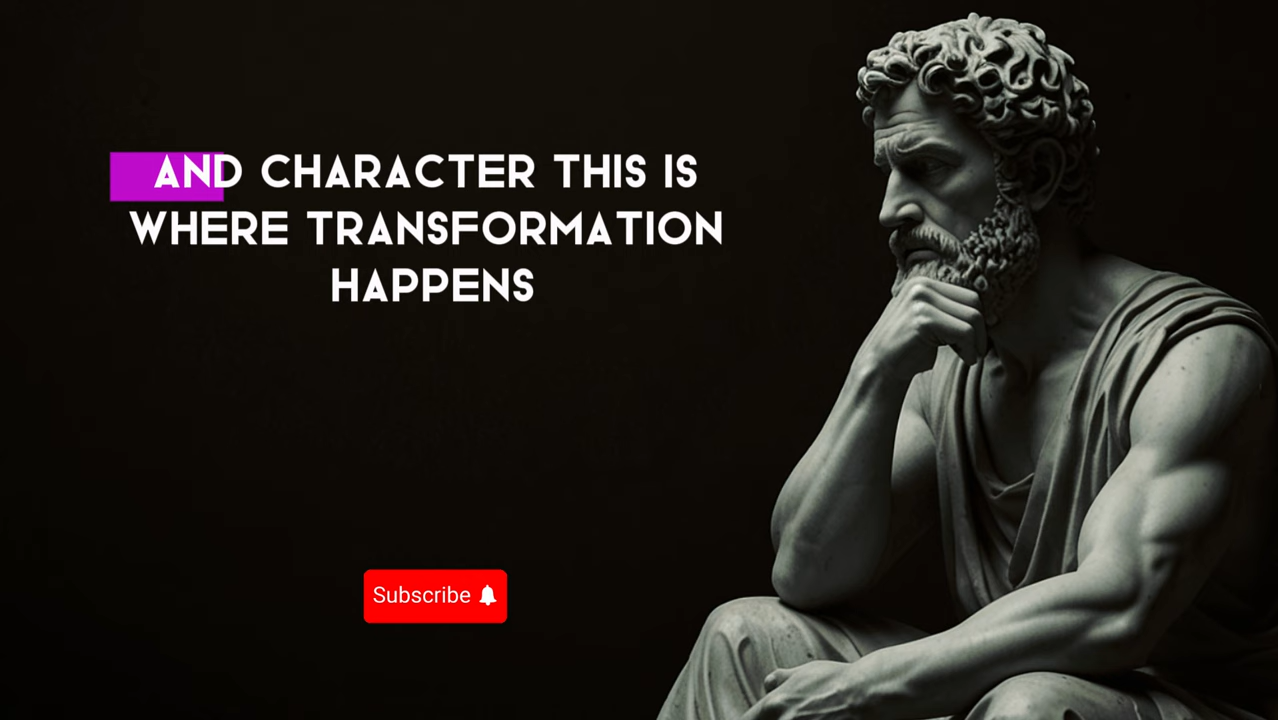 AND CHARACTER THIS IS
WHERE TRANSFORMATION
HAPPENS
Subscribe